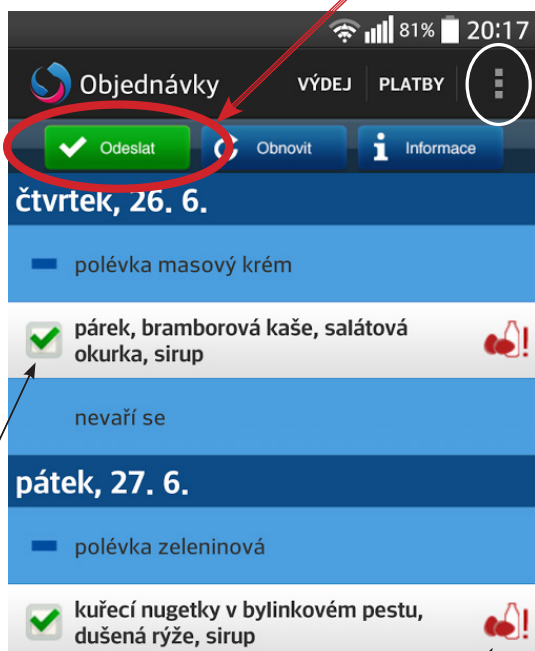 81% 20:17
Objednávky VÝDEJ PLATBY
Odeslat Obnovit Informace
čtvrtek, 26. 6.
polévka masový krém
párek, bramborová kaše, salátová
okurka, sirup
nevaří se
pátek, 27. 6.
polévka zeleninová
kuřecí nugetky v bylinkovém pestu,
dušená rýže, sirup